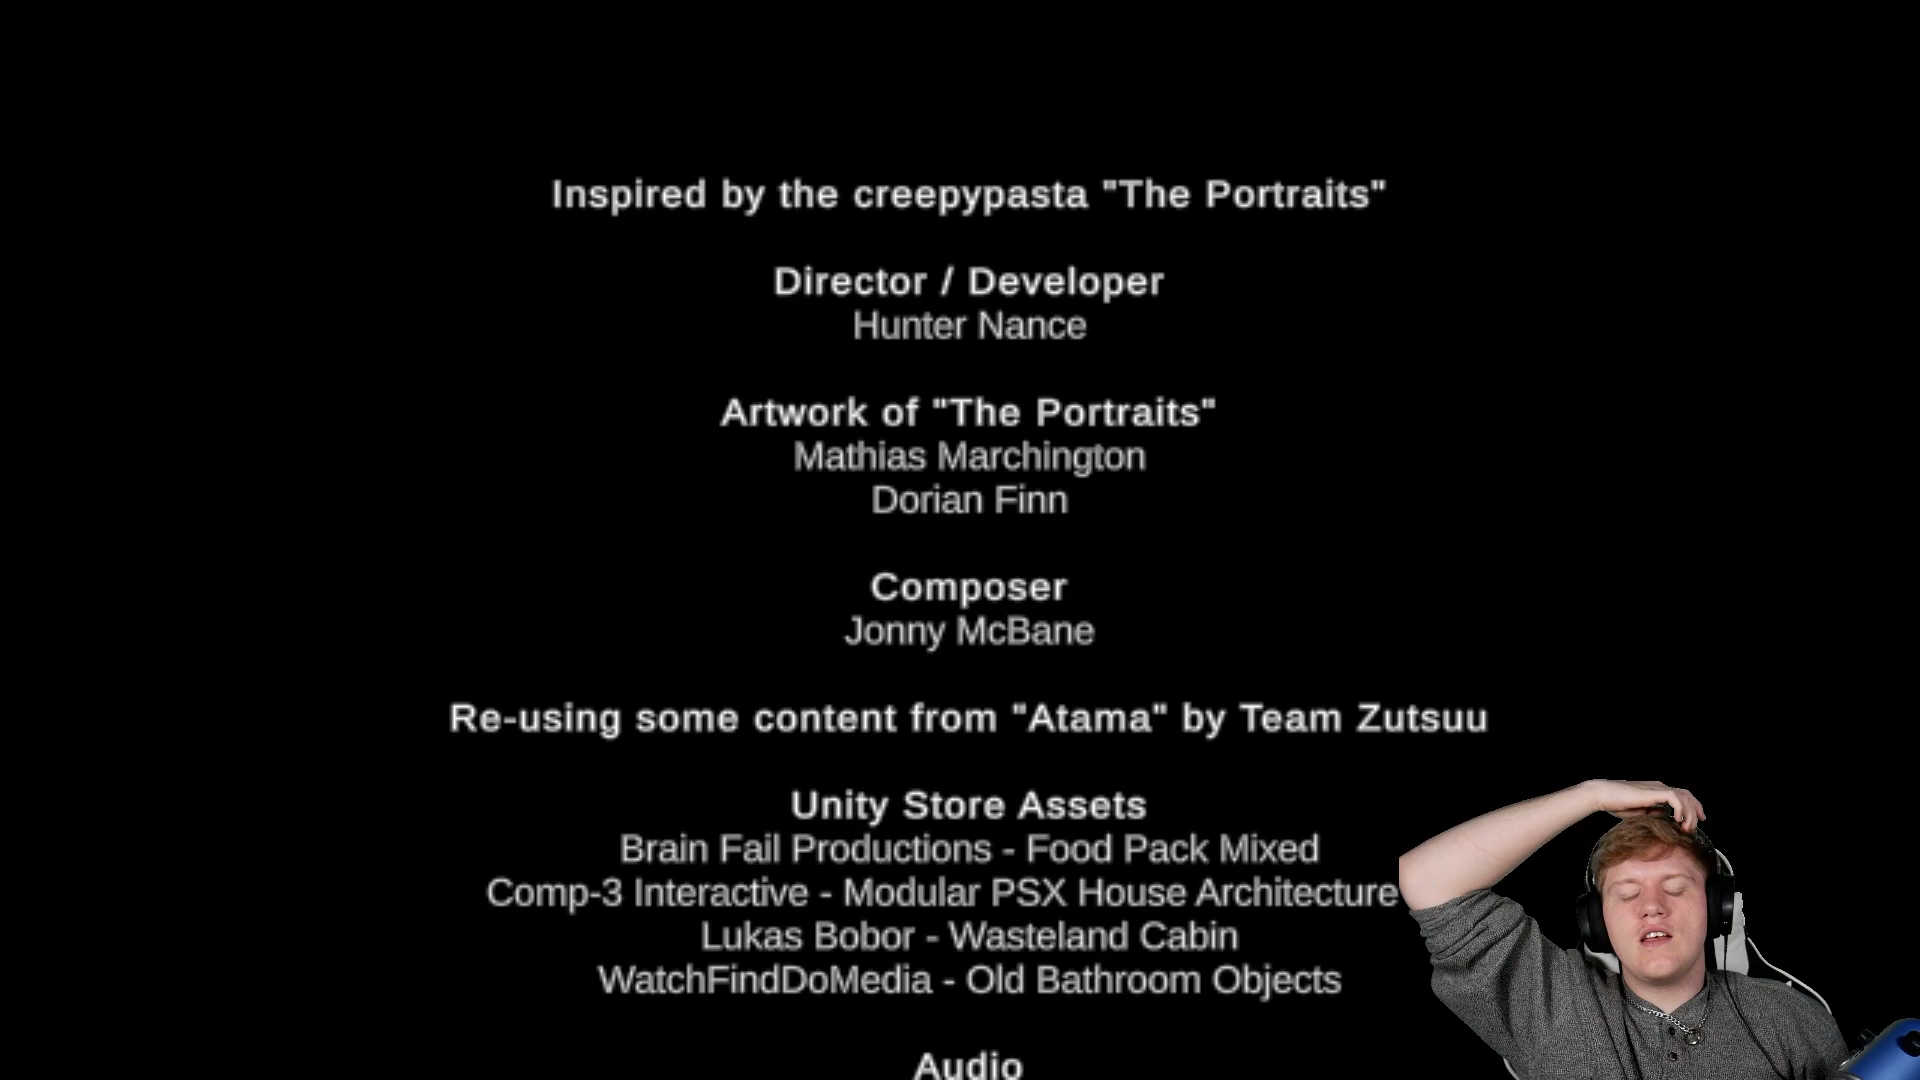 Inspired by the creepypasta "The Portraits"
Director / Developer
Hunter Nance
Artwork of "The Portraits"
Mathias Marchington
Dorian Finn
Composer
Jonny McBane
Re-using some content from "Atama" by Team Zutsuu
Unity Store Assets
Brain Fail Productions - Food Pack Mixed
Comp-3 Interactive - Modular PSX House Architecture
Lukas Bobor - Wasteland Cabin
WatchFindDoMedia - Old Bathroom Objects
Audio